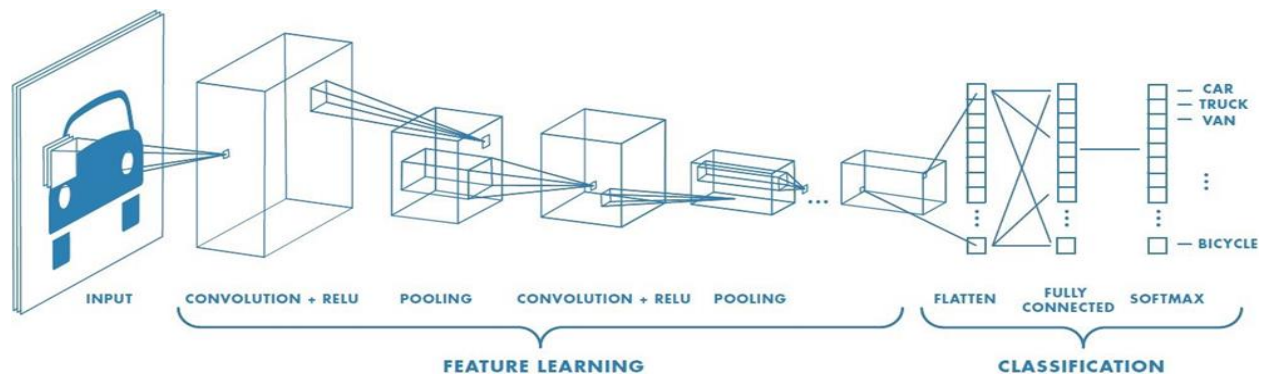 CAR
TRUCK
VAN
BICYCLE
INPUT
CONVOLUTION + RELU
POOLING
CONVOLUTION + RELU
POOLING
FLATTEN
FULLY
CONNECTED
SOFTMAX
FEATURE LEARNING
CLASSIFICATION